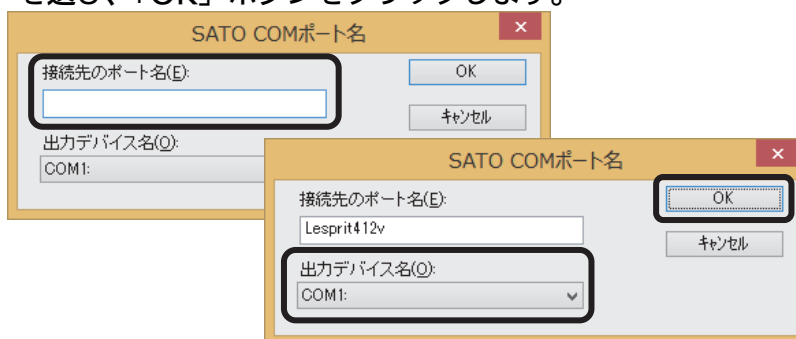 を選び、「OK」ボタンをクリックします。
SATO COMポート名
接続先のポート名(E):
OK
キャンセル
出力デバイス名(O):
COM1:
SATO COMポート名
接続先のポート名(E):
Lesprit412v
OK
キャンセル
出力デバイス名(O):
COM1: